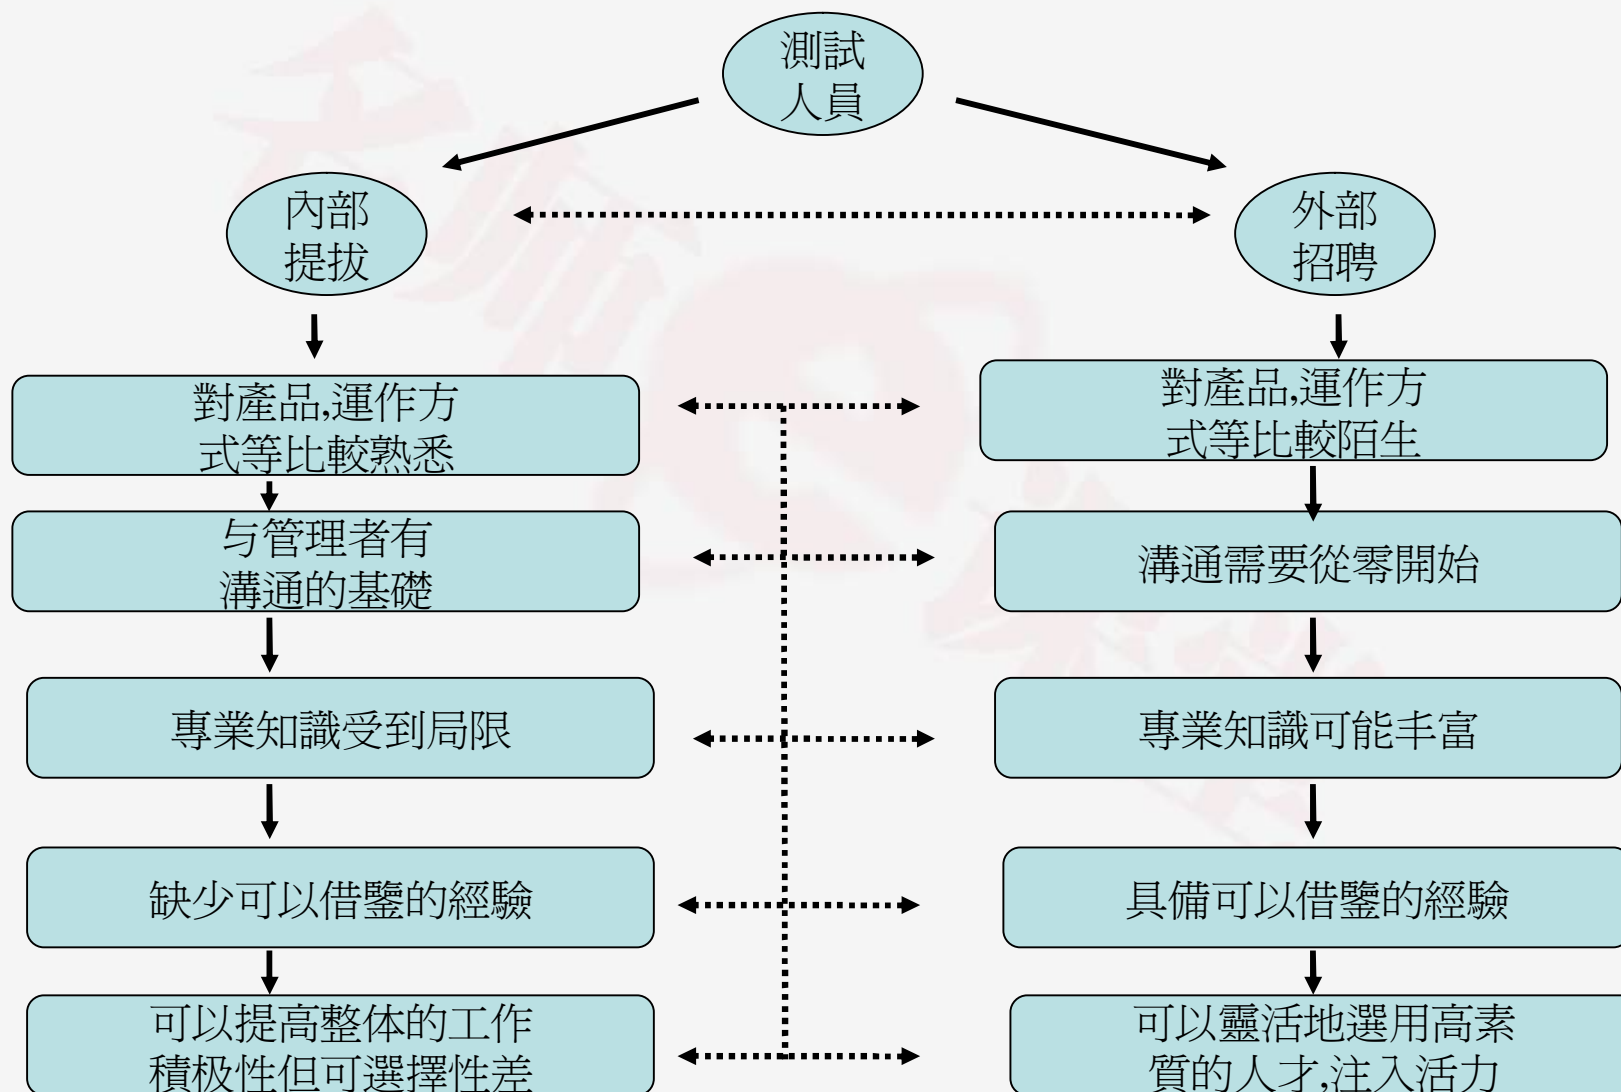 測試
人員
內部
提拔
外部
招聘
對產品,運作方
式等比較熟悉
對產品,運作方
式等比較陌生
与管理者有
溝通的基礎
溝通需要從零開始
專業知識受到局限
專業知識可能丰富
缺少可以借鑒的經驗
具備可以借鑒的經驗
可以提高整体的工作
積极性但可選擇性差
可以靈活地選用高素
質的人才,注入活力